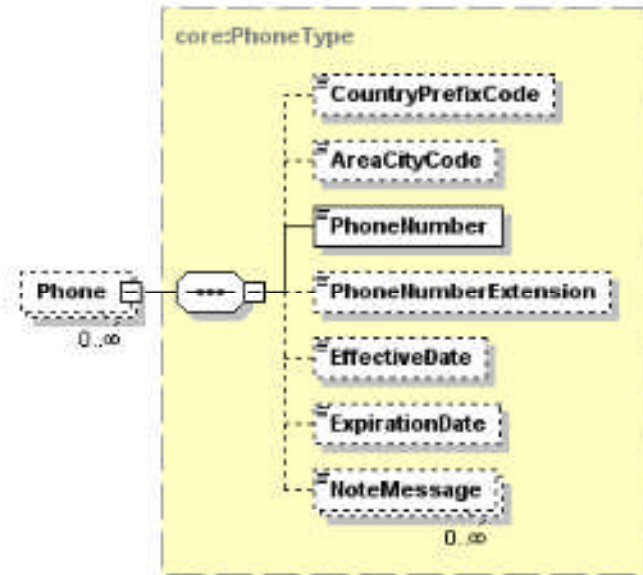 core:PhoneType
CountryPrefixCode
AreaCityCode
PhoneNumber
Phone
0..∞
PhoneNumberExtension
EffectiveDate
ExpirationDate
NoteMessage
0..∞